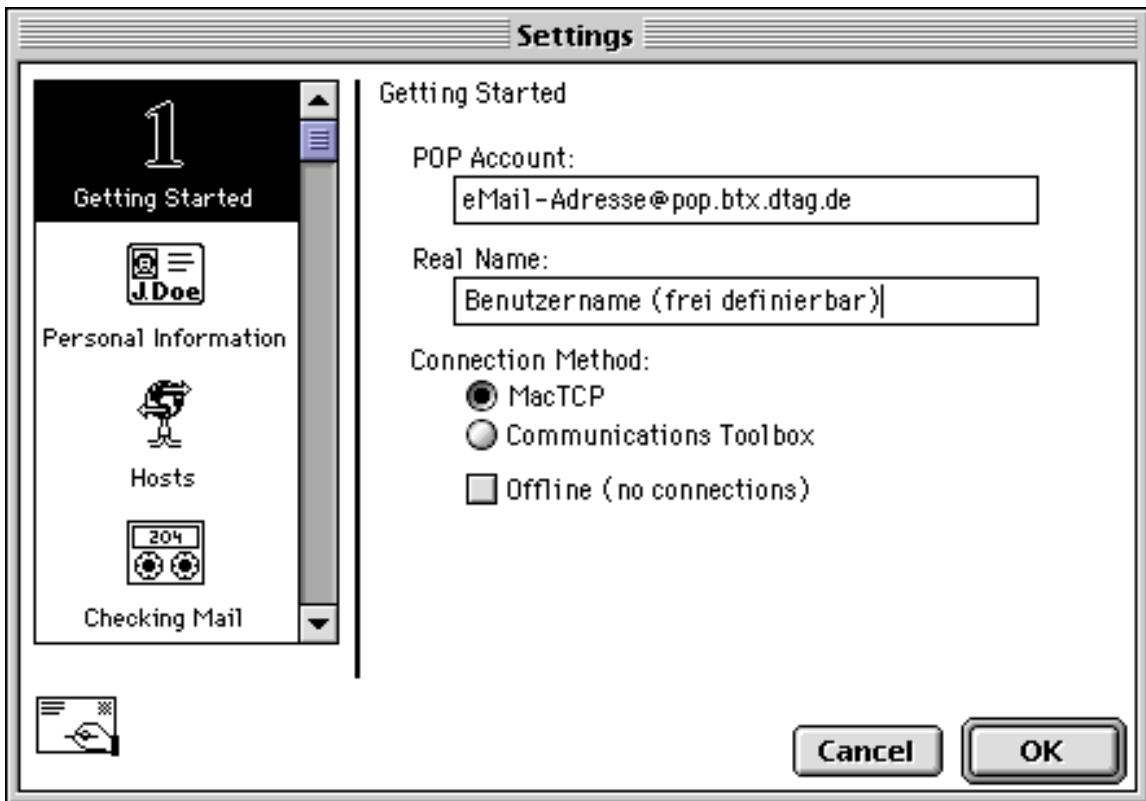 Settings
1
Getting Started
J.Doe
Personal Information
Hosts
204
Checking Mail
Getting Started
POP Account:
eMail-Adresse@pop.btx.dtag.de
Real Name:
Benutzername (frei definierbar)
Connection Method:
MacTCP
Communications Toolbox
Offline (no connections)
Cancel
OK